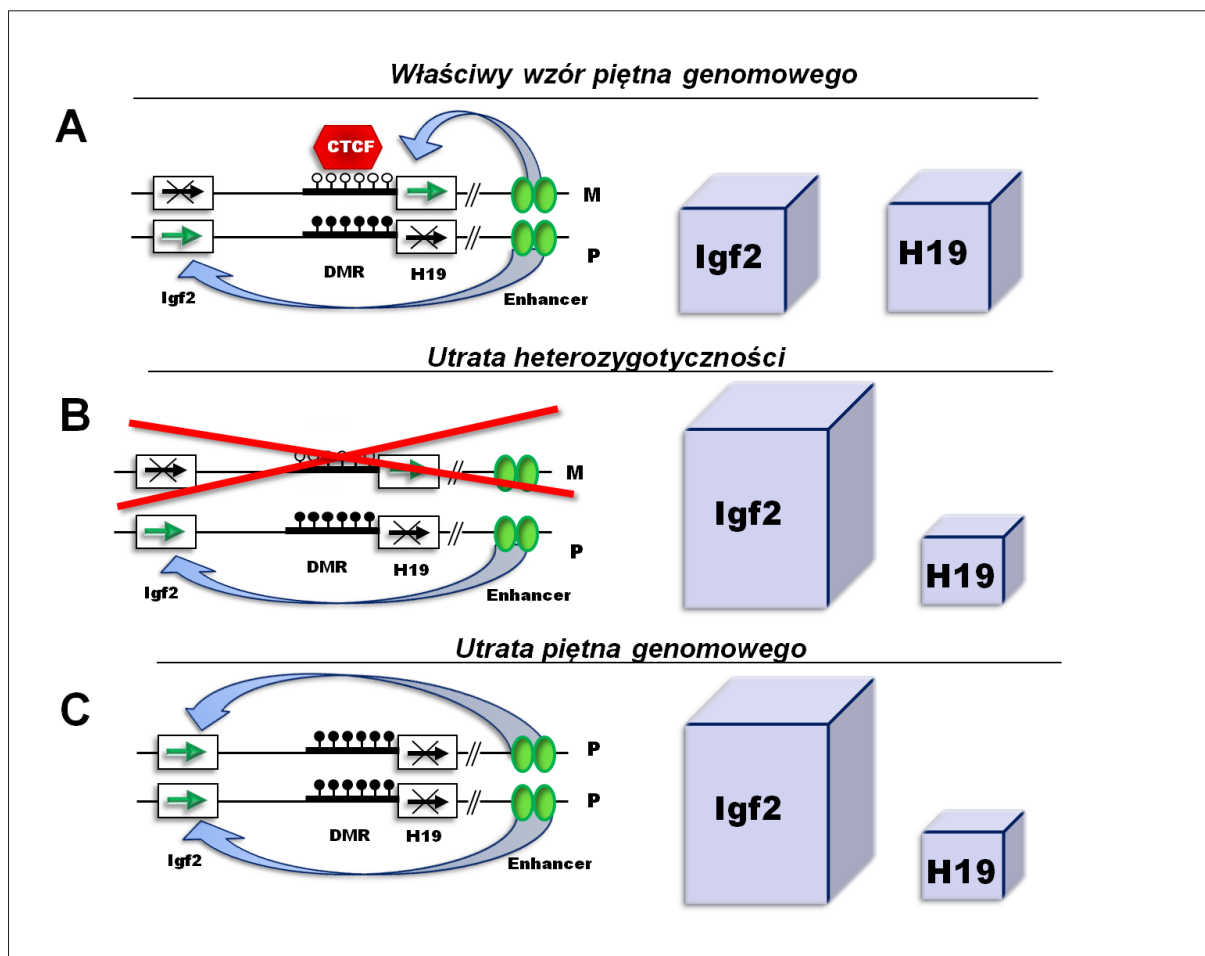 Właściwy wzór piętna genomowego
A
CTCF
M
P
DMR
H19
Igf2
Enhancer
Igf2
H19
Utrata heterozygotyczności
B
M
P
DMR
H19
Igf2
Enhancer
Igf2
H19
Utrata piętna genomowego
C
P
P
DMR
H19
Igf2
Enhancer
Igf2
H19